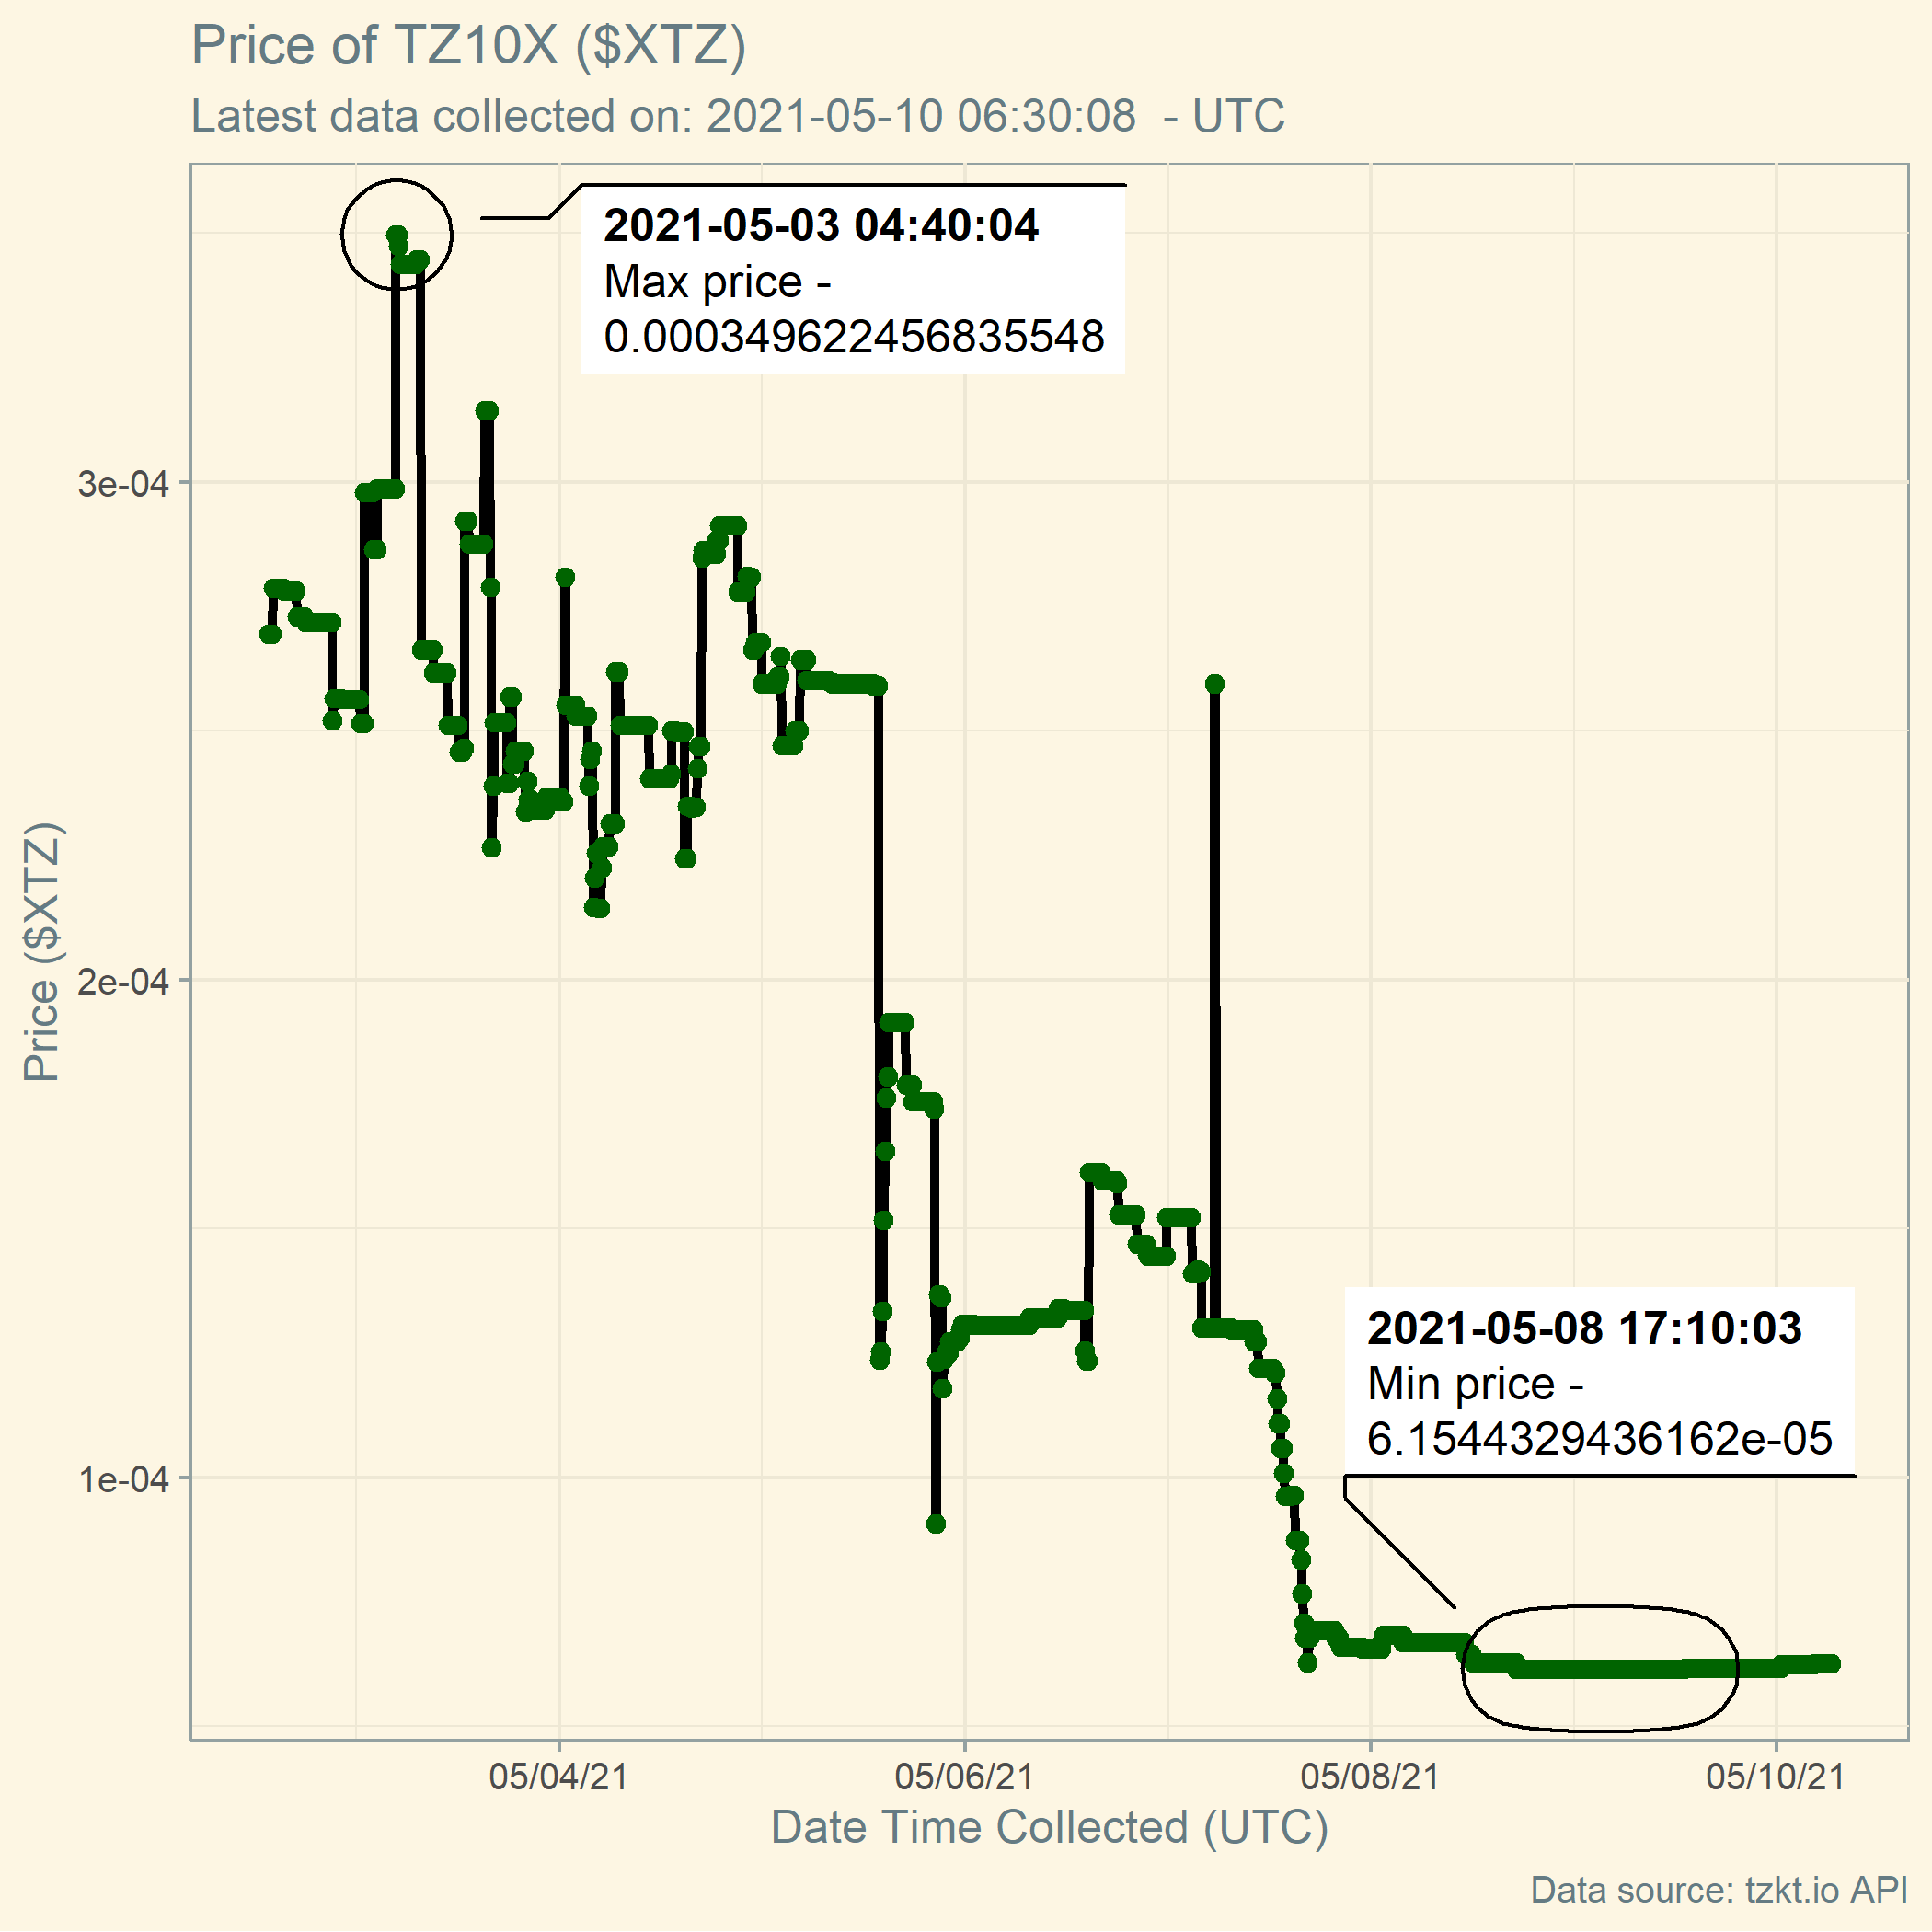 Price of TZ10X ($XTZ)
Latest data collected on: 2021-05-10 06:30:08  - UTC
2021-05-03 04:40:04
Max price -
0.000349622456835548
3e-04
2e-04
1e-04
Price ($XTZ)
2021-05-08 17:10:03
Min price -
6.1544329436162e-05
05/04/21
05/06/21
05/08/21
05/10/21
Date Time Collected (UTC)
Data source: tzkt.io API